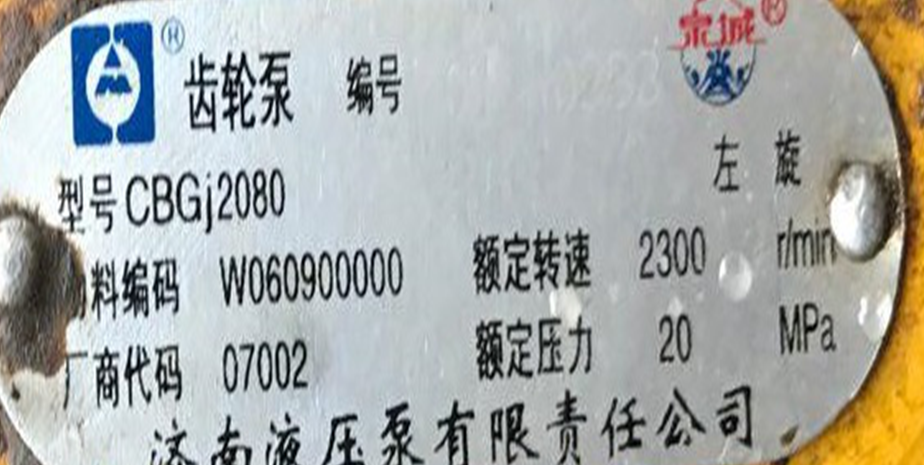 齿轮泵 编号
京城
左 旋
型号 CBGj2080
料编码 W060900000 额定转速 2300 r/min
厂商代码 07002 额定压力 20 MPa
济南液压泵有限责任公司